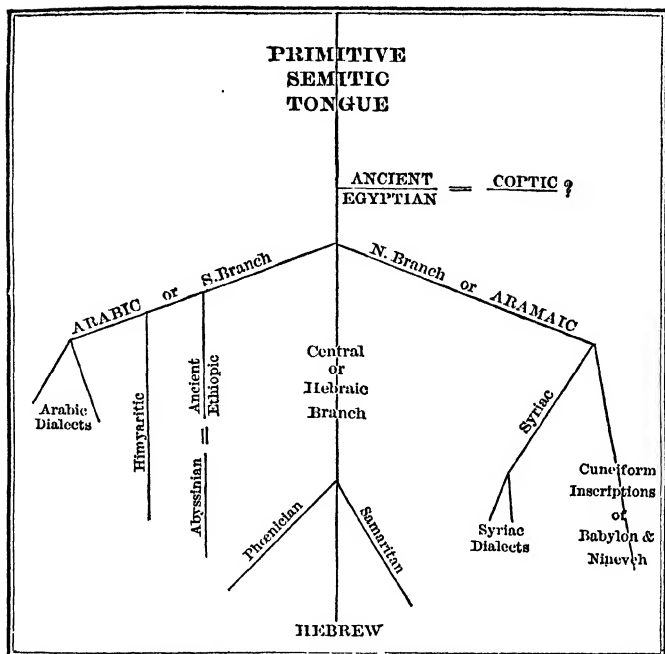 PRIMITIVE
SEMITIC
TONGUE
ANCIENT
EGYPTIAN = COPTIC ?
ARABIC or S. Branch
N. Branch or ARAMAIC
Arabic
Dialects
Himyaritic
Abyssinian = Ancient
Ethiopic
Central
or
Hebraic
Branch
Phœnician
Samaritan
HEBREW
Syriac
Syriac
Dialects
Cuneiform
Inscriptions
of
Babylon &
Nineveh